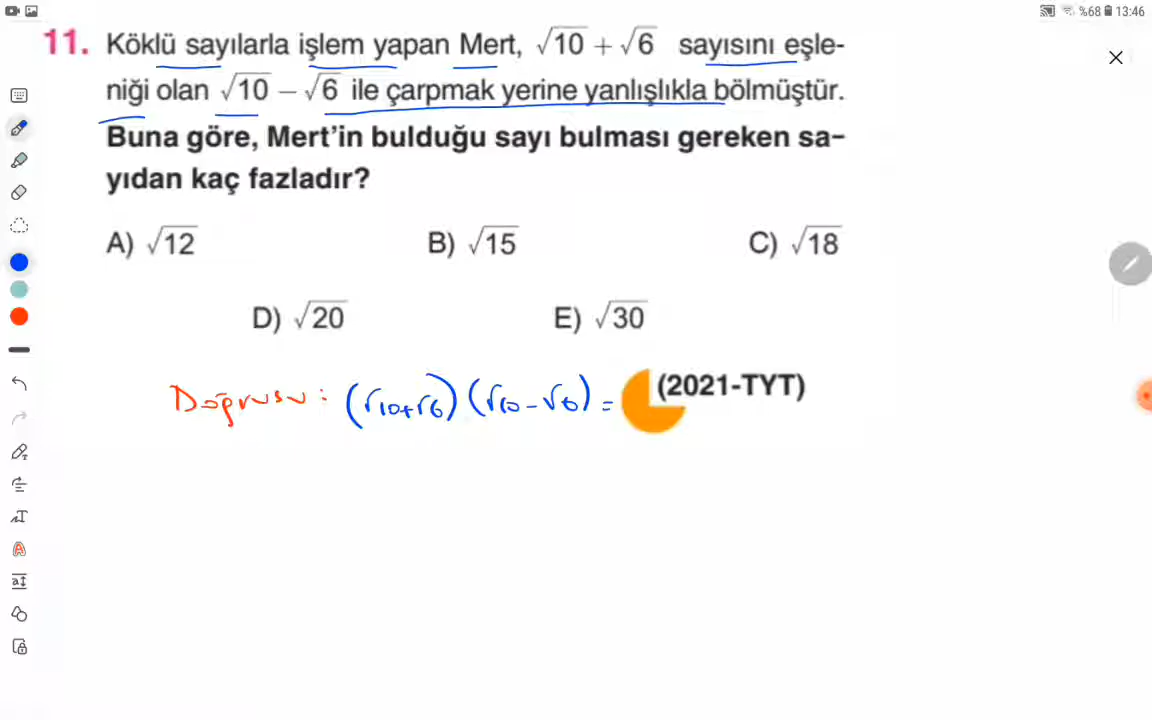 %68 13:46
11. Köklü sayılarla işlem yapan Mert, √10 + √6 sayısını eşle-
niği olan √10 − √6 ile çarpmak yerine yanlışlıkla bölmüştür.
Buna göre, Mert'in bulduğu sayı bulması gereken sa-
yıdan kaç fazladır?
A) √12 B) √15 C) √18
D) √20 E) √30
(2021-TYT)
Doğrusu: (√10+√6) (√10-√6) =